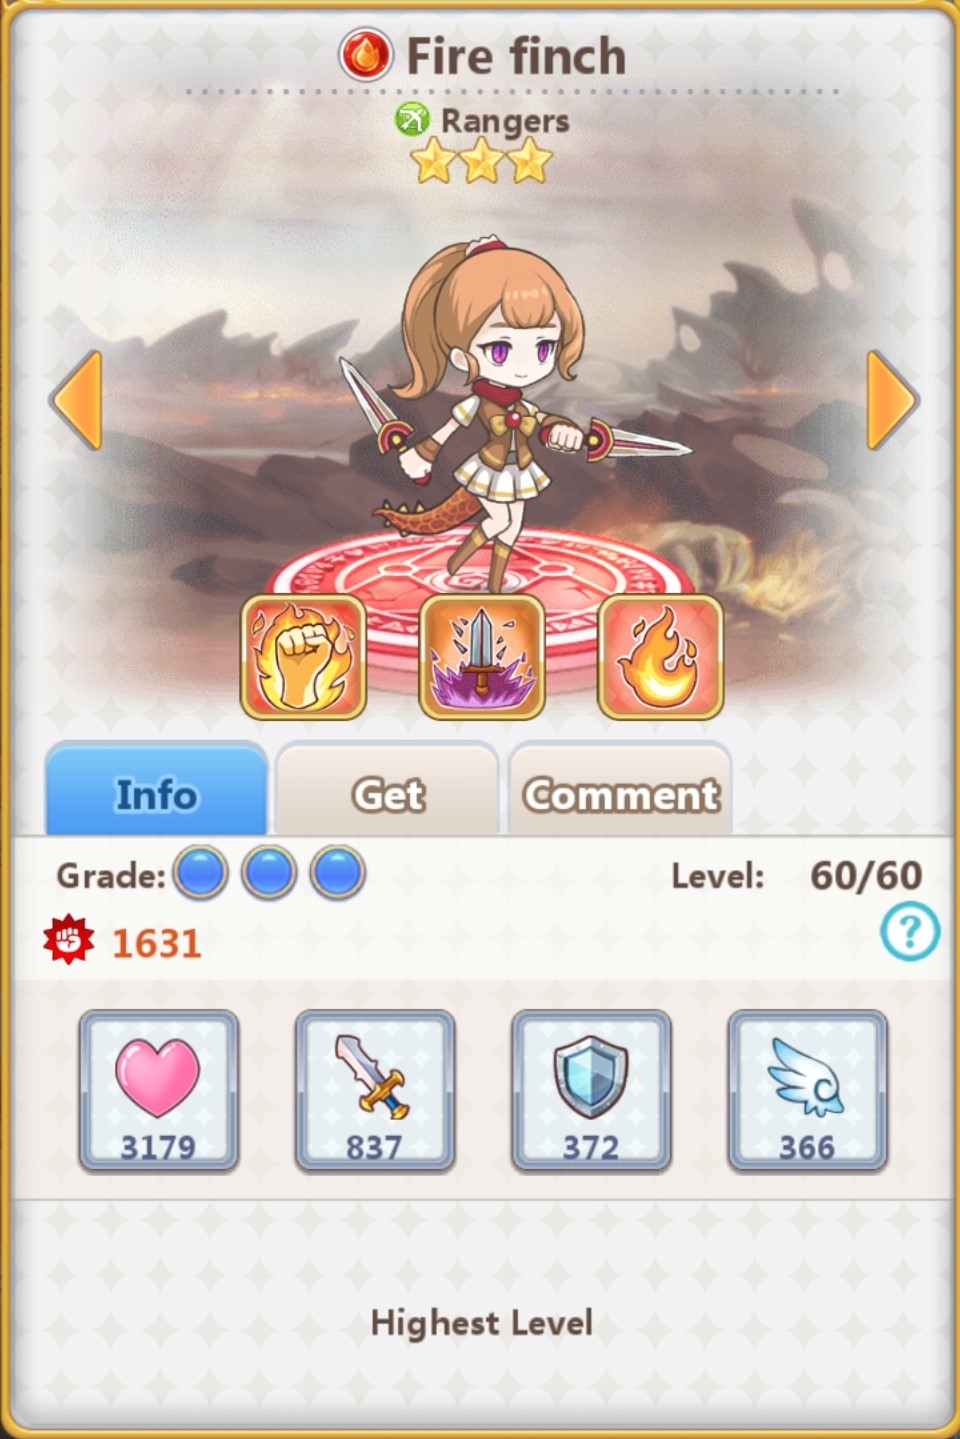 Fire finch
Rangers
Info
Get
Comment
Grade:
Level: 60/60
1631
?
3179
837
372
366
Highest Level